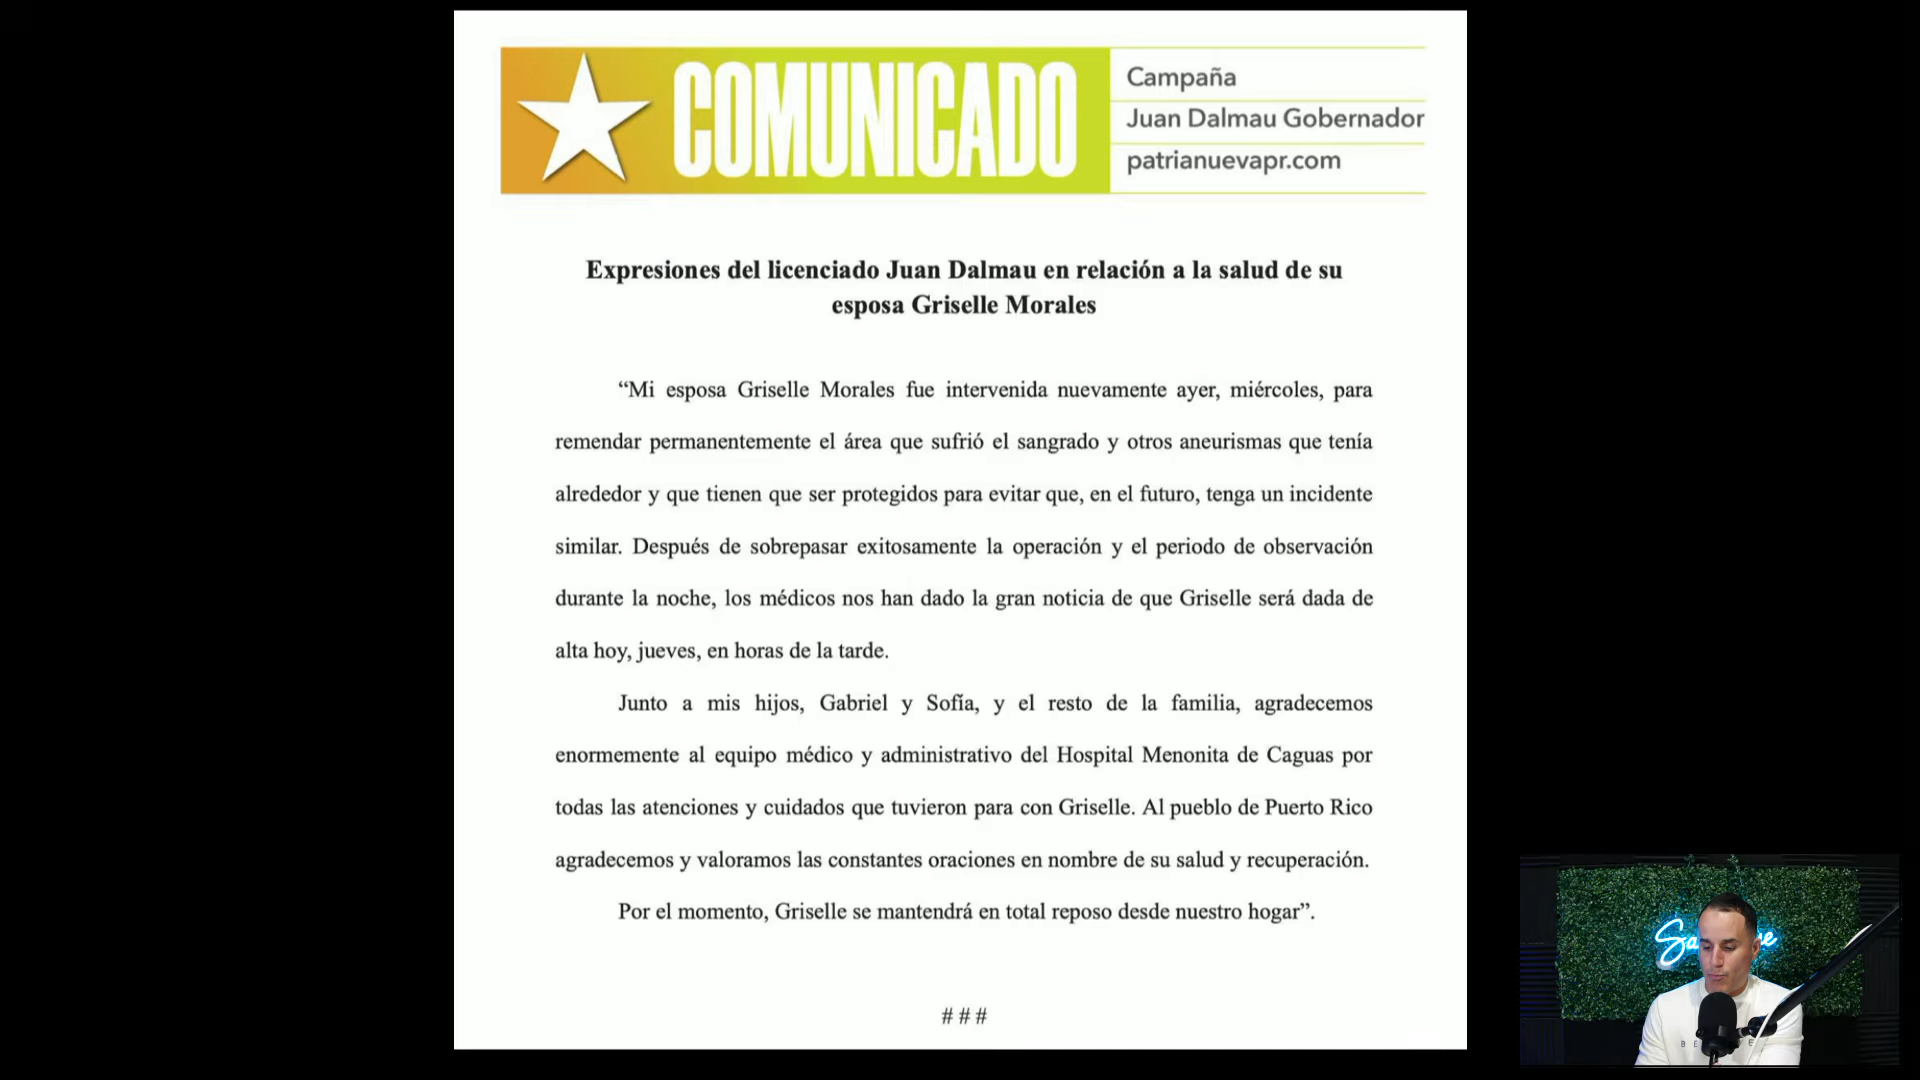 COMUNICADO
Campaña
Juan Dalmau Gobernador
patrianuevapr.com
Expresiones del licenciado Juan Dalmau en relación a la salud de su
esposa Griselle Morales
“Mi esposa Griselle Morales fue intervenida nuevamente ayer, miércoles, para
remendar permanentemente el área que sufrió el sangrado y otros aneurismas que tenía
alrededor y que tienen que ser protegidos para evitar que, en el futuro, tenga un incidente
similar. Después de sobrepasar exitosamente la operación y el periodo de observación
durante la noche, los médicos nos han dado la gran noticia de que Griselle será dada de
alta hoy, jueves, en horas de la tarde.
Junto a mis hijos, Gabriel y Sofía, y el resto de la familia, agradecemos
enormemente al equipo médico y administrativo del Hospital Menonita de Caguas por
todas las atenciones y cuidados que tuvieron para con Griselle. Al pueblo de Puerto Rico
agradecemos y valoramos las constantes oraciones en nombre de su salud y recuperación.
Por el momento, Griselle se mantendrá en total reposo desde nuestro hogar”.
# # #